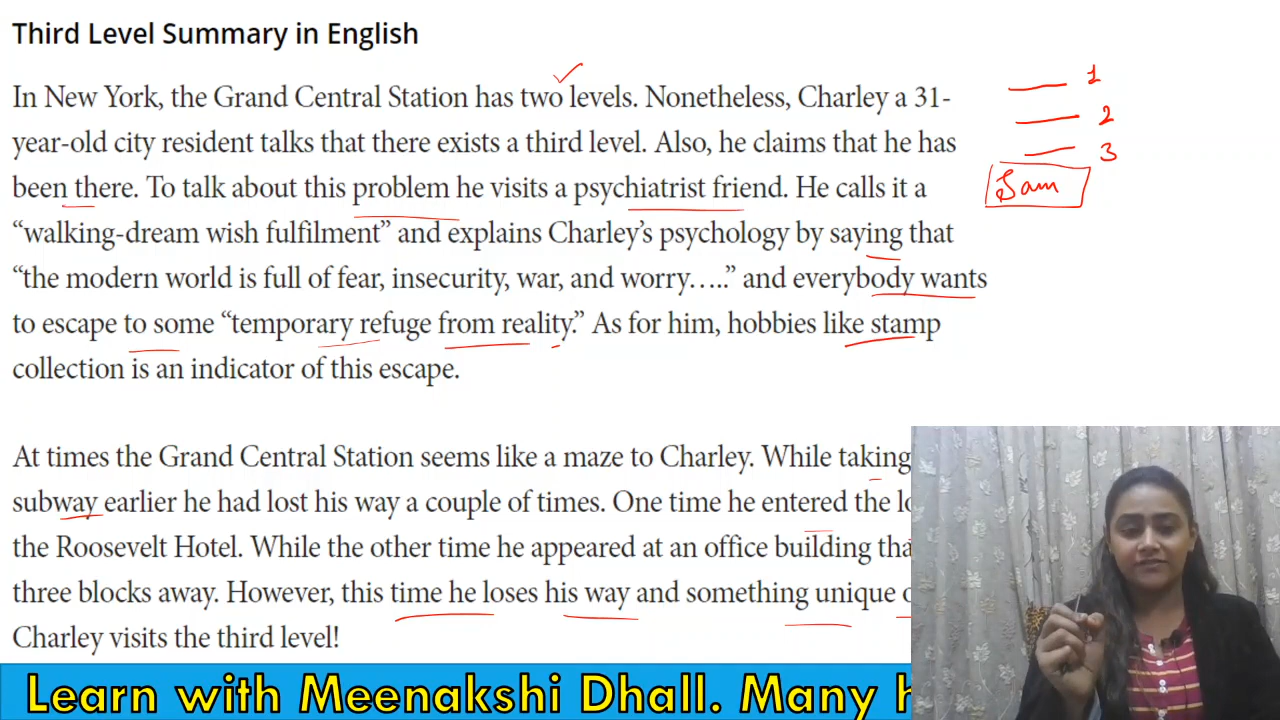 Third Level Summary in English
In New York, the Grand Central Station has two levels. Nonetheless, Charley a 31-
year-old city resident talks that there exists a third level. Also, he claims that he has
been there. To talk about this problem he visits a psychiatrist friend. He calls it a
“walking-dream wish fulfilment” and explains Charley’s psychology by saying that
“the modern world is full of fear, insecurity, war, and worry…..” and everybody wants
to escape to some “temporary refuge from reality.” As for him, hobbies like stamp
collection is an indicator of this escape.
1
2
3
Sam
At times the Grand Central Station seems like a maze to Charley. While taking
subway earlier he had lost his way a couple of times. One time he entered the
the Roosevelt Hotel. While the other time he appeared at an office building
three blocks away. However, this time he loses his way and something unique
Charley visits the third level!
Learn with Meenakshi Dhall. Many